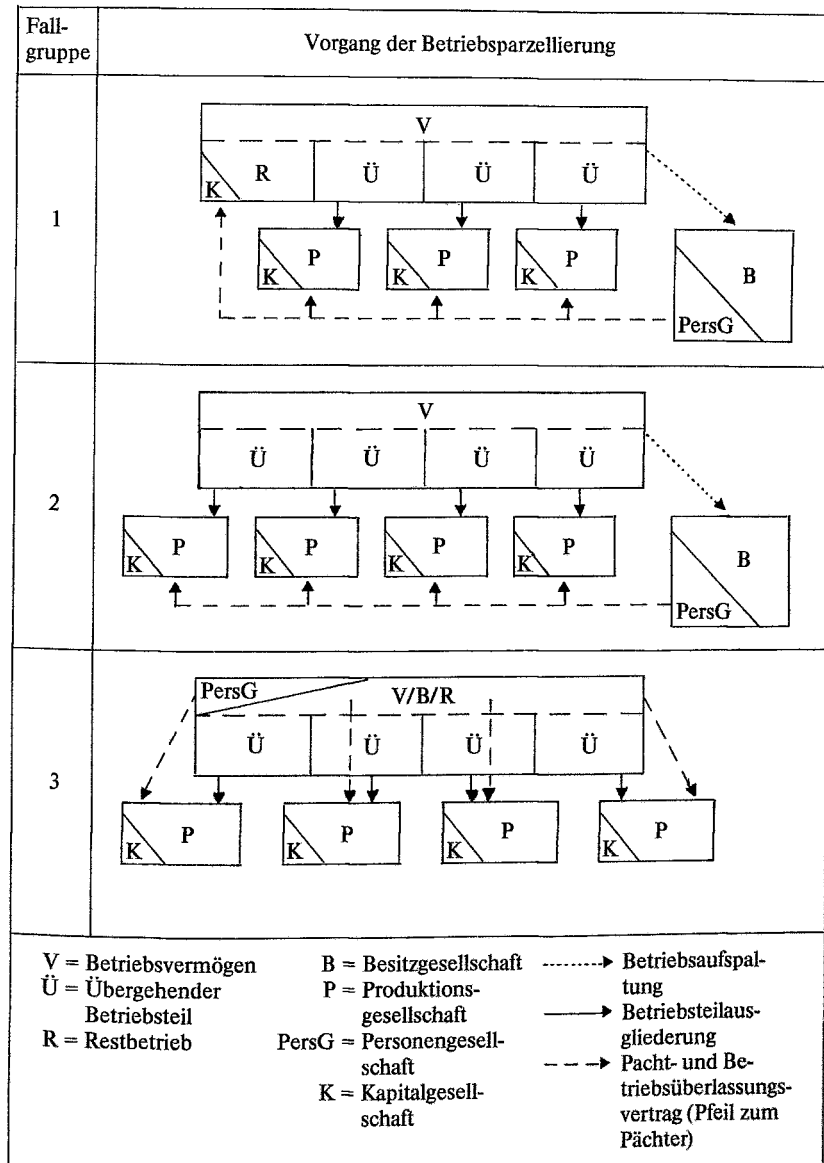 Fall-
gruppe
Vorgang der Betriebsparzellierung
1
V
R Ü Ü Ü
K
P P P
K K K
B
PersG
2
V
Ü Ü Ü Ü
P P P P
K K K K
B
PersG
3
PersG
V/B/R
Ü Ü Ü Ü
P P P P
K K K K
V = Betriebsvermögen
Ü = Übergehender
Betriebsteil
R = Restbetrieb
B = Besitzgesellschaft
P = Produktions-
gesellschaft
PersG = Personengesell-
schaft
K = Kapitalgesell-
schaft
Betriebsaufspal-
tung
Betriebsteilaus-
gliederung
Pacht- und Be-
triebsüberlassungs-
vertrag (Pfeil zum
Pächter)